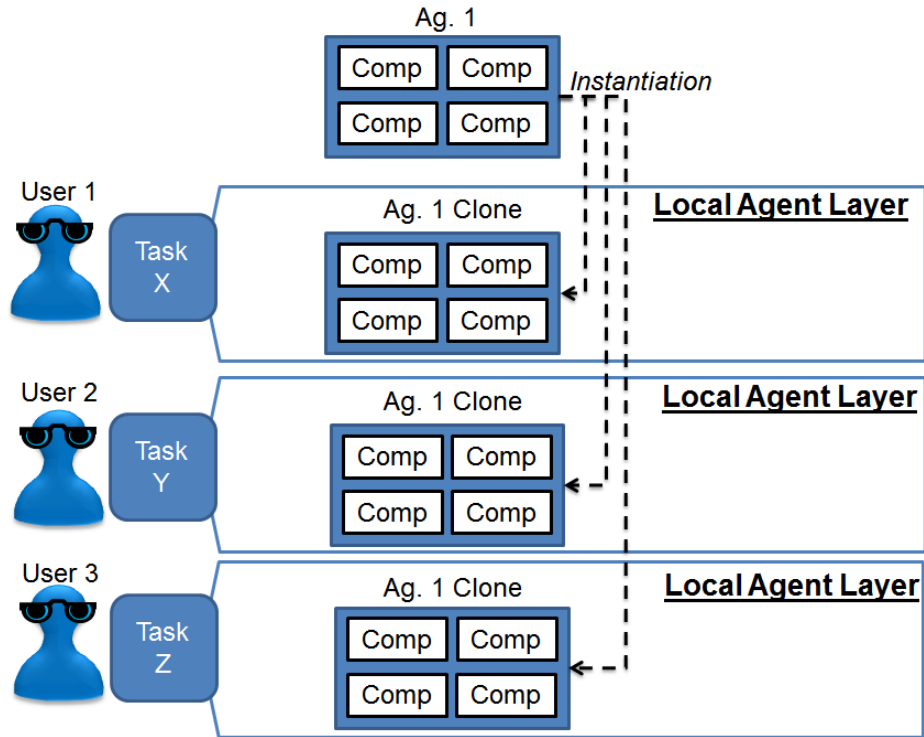 Ag. 1
Comp Comp
Instantiation
Comp Comp
User 1
Task
X
Ag. 1 Clone
Local Agent Layer
Comp Comp
Comp Comp
User 2
Task
Y
Ag. 1 Clone
Local Agent Layer
Comp Comp
Comp Comp
User 3
Task
Z
Ag. 1 Clone
Local Agent Layer
Comp Comp
Comp Comp